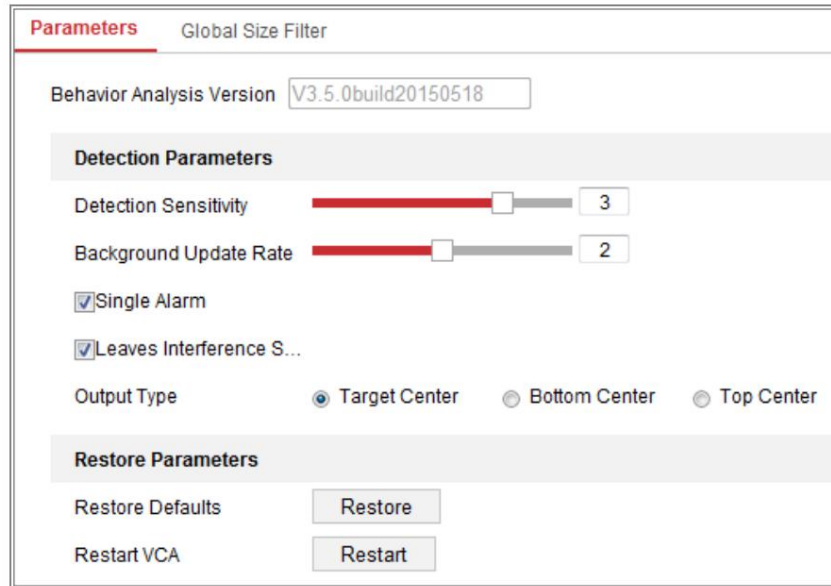 Parameters Global Size Filter
Behavior Analysis Version V3.5.0build20150518
Detection Parameters
Detection Sensitivity 3
Background Update Rate 2
Single Alarm
Leaves Interference S...
Output Type Target Center Bottom Center Top Center
Restore Parameters
Restore Defaults Restore
Restart VCA Restart